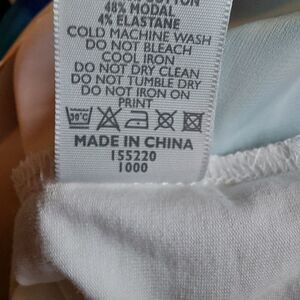 48% MODAL
4% ELASTANE
COLD MACHINE WASH
DO NOT BLEACH
COOL IRON
DO NOT DRY CLEAN
DO NOT TUMBLE DRY
DO NOT IRON ON
PRINT
30°C
MADE IN CHINA
155220
1000